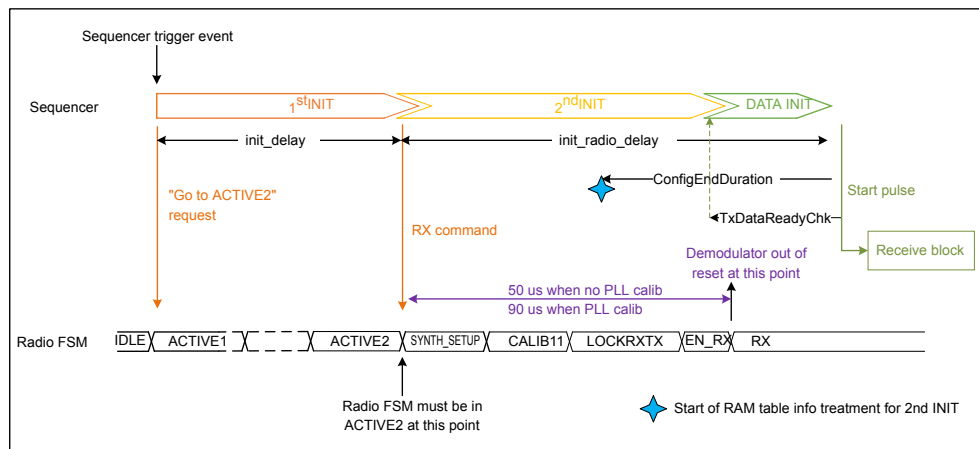 Sequencer trigger event
Sequencer
1stINIT
2ndINIT
DATA INIT
init_delay
init_radio_delay
ConfigEndDuration
"Go to ACTIVE2"
request
RX command
TxDataReadyChk
Start pulse
Receive block
Demodulator out of
reset at this point
50 us when no PLL calib
90 us when PLL calib
Radio FSM
IDLE
ACTIVE1
ACTIVE2
SYNTH_SETUP
CALIB11
LOCKRXTX
EN_RX
RX
Radio FSM must be in
ACTIVE2 at this point
Start of RAM table info treatment for 2nd INIT